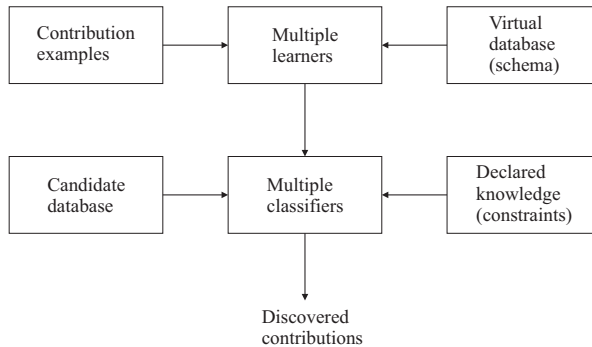 Contribution
examples
Multiple
learners
Virtual
database
(schema)
Candidate
database
Multiple
classifiers
Declared
knowledge
(constraints)
Discovered
contributions